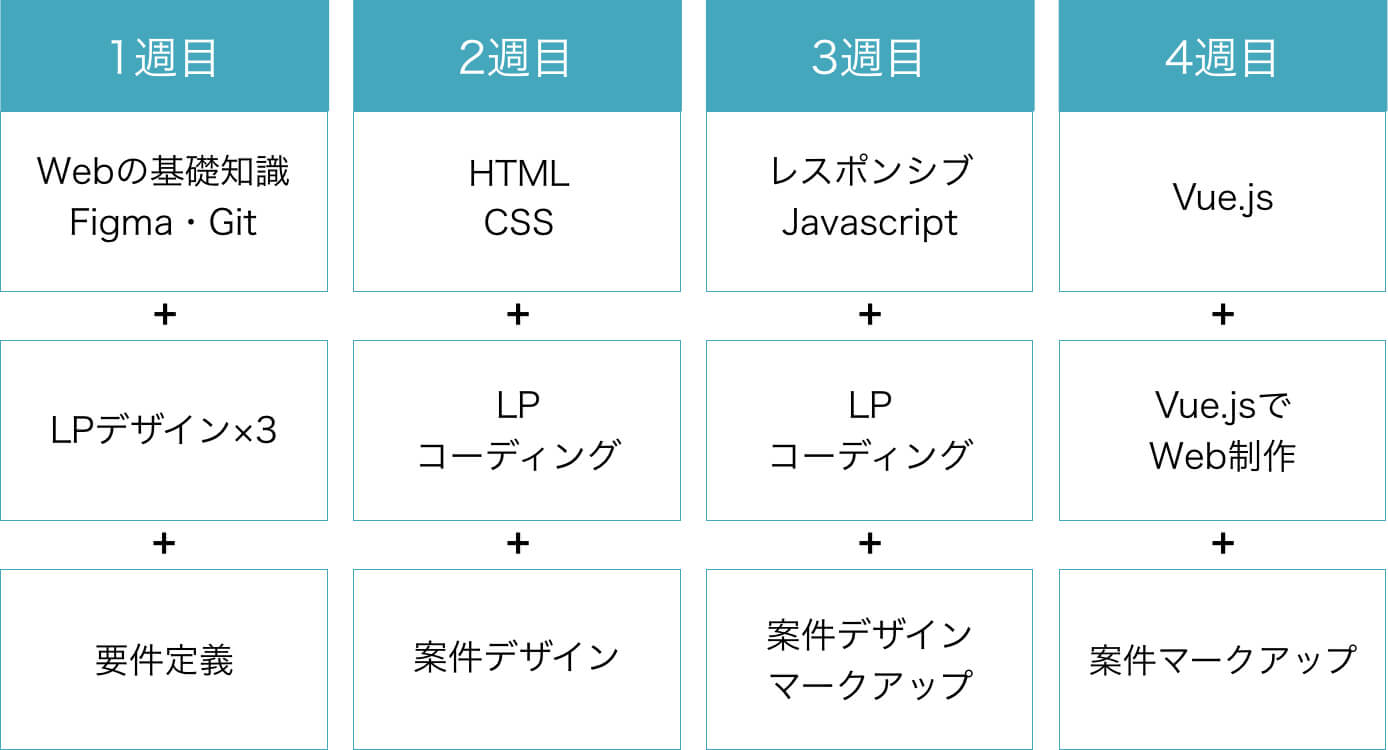 1週目
Webの基礎知識
Figma・Git
+
LPデザイン×3
+
要件定義
2週目
HTML
CSS
+
LP
コーディング
+
案件デザイン
3週目
レスポンシブ
Javascript
+
LP
コーディング
+
案件デザイン
マークアップ
4週目
Vue.js
+
Vue.jsで
Web制作
+
案件マークアップ